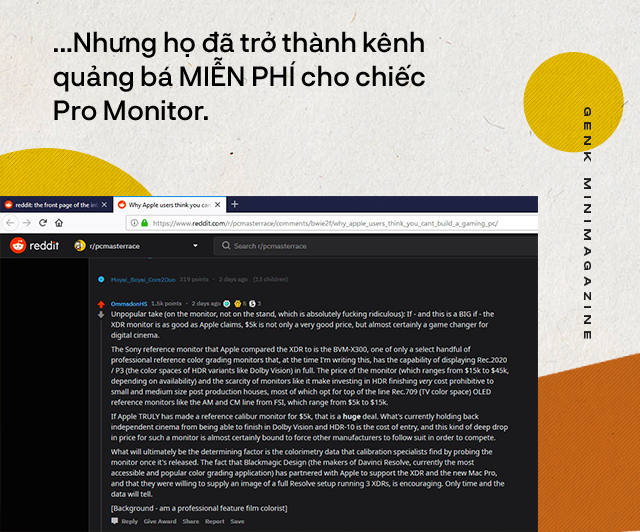 ...Nhưng họ đã trở thành kênh
quảng bá MIỄN PHÍ cho chiếc
Pro Monitor.
GENK MINIMAGAZINE
reddit: the front page of the int
Why Apple users think you cant
https://www.reddit.com/r/pcmasterrace/comments/bwie2f/why_apple_users_think_you_cant_build_a_gaming_pc/
reddit
r/pcmasterrace
Search r/pcmasterrace
319 points · 2 days ago (13 children)
OmmadonHS 1.5k points · 2 days ago 5 3
Unpopular take (on the monitor, not on the stand, which is absolutely fucking ridiculous): If - and this is a BIG if - the
XDR monitor is as good as Apple claims, $5k is not only a very good price, but almost certainly a game changer for
digital cinema.
The Sony reference monitor that Apple compared the XDR to is the BVM-X300, one of only a select handful of
professional reference color grading monitors that, at the time I'm writing this, has the capability of displaying Rec.2020
/ P3 (the color spaces of HDR variants like Dolby Vision) in full. The price of the monitor (which ranges from $15k to $45k,
depending on availability) and the scarcity of monitors like it make investing in HDR finishing very cost prohibitive to
small and medium size post production houses, most of which opt for top of the line Rec.709 (TV color space) OLED
reference monitors like the AM and CM line from FSI, which range from $5k to $15k.
If Apple TRULY has made a reference calibur monitor for $5k, that is a huge deal. What's currently holding back
independent cinema from being able to finish in Dolby Vision and HDR-10 is the cost of entry, and this kind of deep drop
in price for such a monitor is almost certainly bound to force other manufacturers to follow suit in order to compete.
What will ultimately be the determining factor is the colorimetry data that calibration specialists find by probing the
monitor once it's released. The fact that Blackmagic Design (the makers of Davinci Resolve, currently the most
accessible and popular color grading application) has partnered with Apple to support the XDR and the new Mac Pro,
and that they were willing to supply an image of a full Resolve setup running 3 XDRs, is encouraging. Only time and the
data will tell.
[Background - am a professional feature film colorist]
Reply Give Award Share Report Save